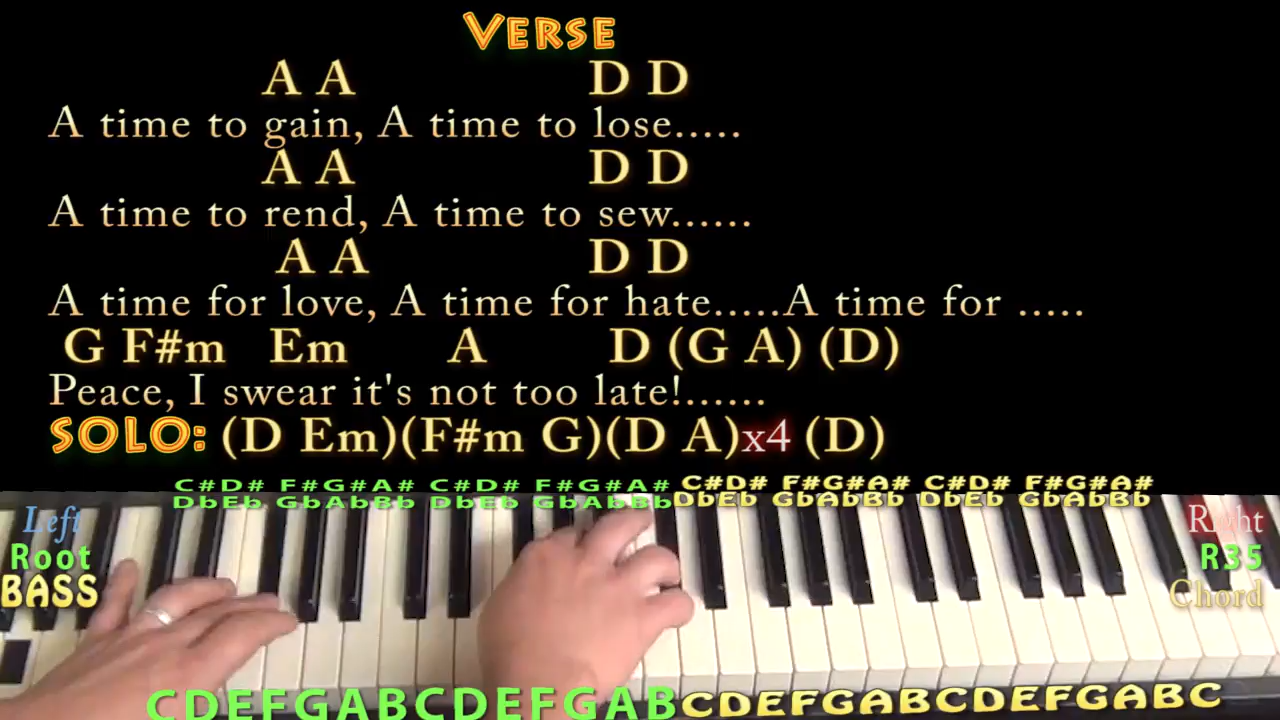 VERSE
A A D D
A time to gain, A time to lose.....
A A D D
A time to rend, A time to sew......
A A D D
A time for love, A time for hate.....A time for .....
G F#m Em A D (G A) (D)
Peace, I swear it's not too late!......
SOLO: (D Em)(F#m G)(D A)x4 (D)
C#D# F#G#A# C#D# F#G#A# C#D# F#G#A# C#D# F#G#A#
DbEb GbAbBb DbEb GbAbBb DbEb GbAbBb DbEb GbAbBb
Left
Root
BASS
Right
R35
Chord
CDEFGABCDEFGABCDEFGABCDEFGABC